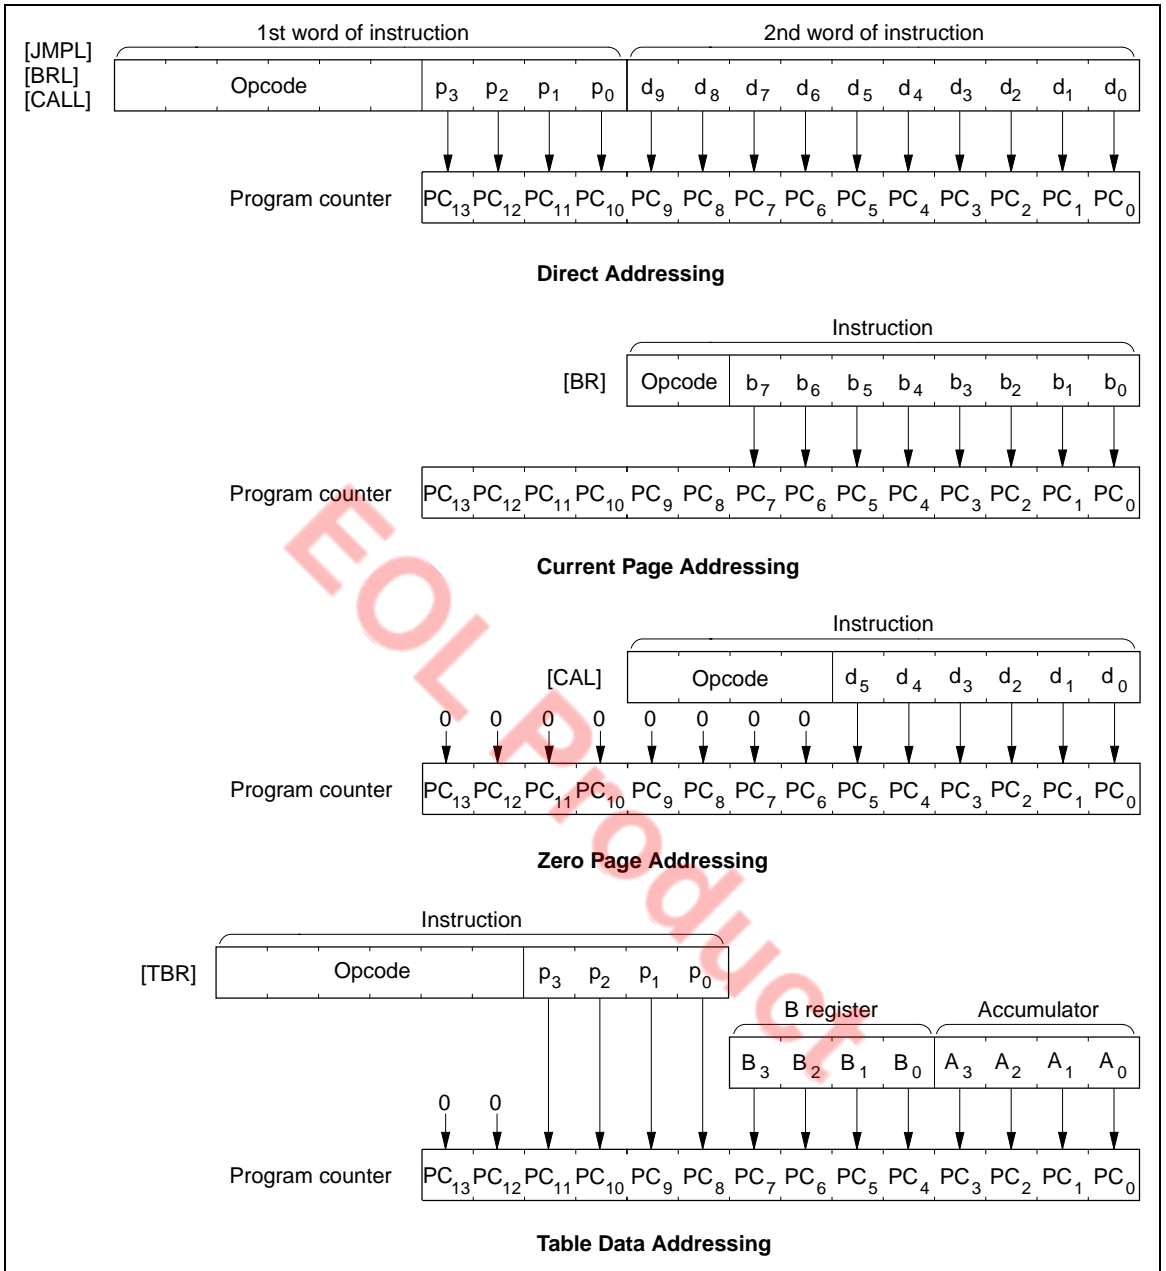 1st word of instruction 2nd word of instruction
[JMPL]
[BRL]
[CALL]
Opcode p3 p2 p1 p0 d9 d8 d7 d6 d5 d4 d3 d2 d1 d0
Program counter PC13 PC12 PC11 PC10 PC9 PC8 PC7 PC6 PC5 PC4 PC3 PC2 PC1 PC0
Direct Addressing
Instruction
[BR] Opcode b7 b6 b5 b4 b3 b2 b1 b0
Program counter PC13 PC12 PC11 PC10 PC9 PC8 PC7 PC6 PC5 PC4 PC3 PC2 PC1 PC0
Current Page Addressing
Instruction
[CAL] Opcode d5 d4 d3 d2 d1 d0
0 0 0 0 0 0 0 0
Program counter PC13 PC12 PC11 PC10 PC9 PC8 PC7 PC6 PC5 PC4 PC3 PC2 PC1 PC0
Zero Page Addressing
Instruction
[TBR] Opcode p3 p2 p1 p0
B register Accumulator
B3 B2 B1 B0 A3 A2 A1 A0
0 0
Program counter PC13 PC12 PC11 PC10 PC9 PC8 PC7 PC6 PC5 PC4 PC3 PC2 PC1 PC0
Table Data Addressing
EOL Product